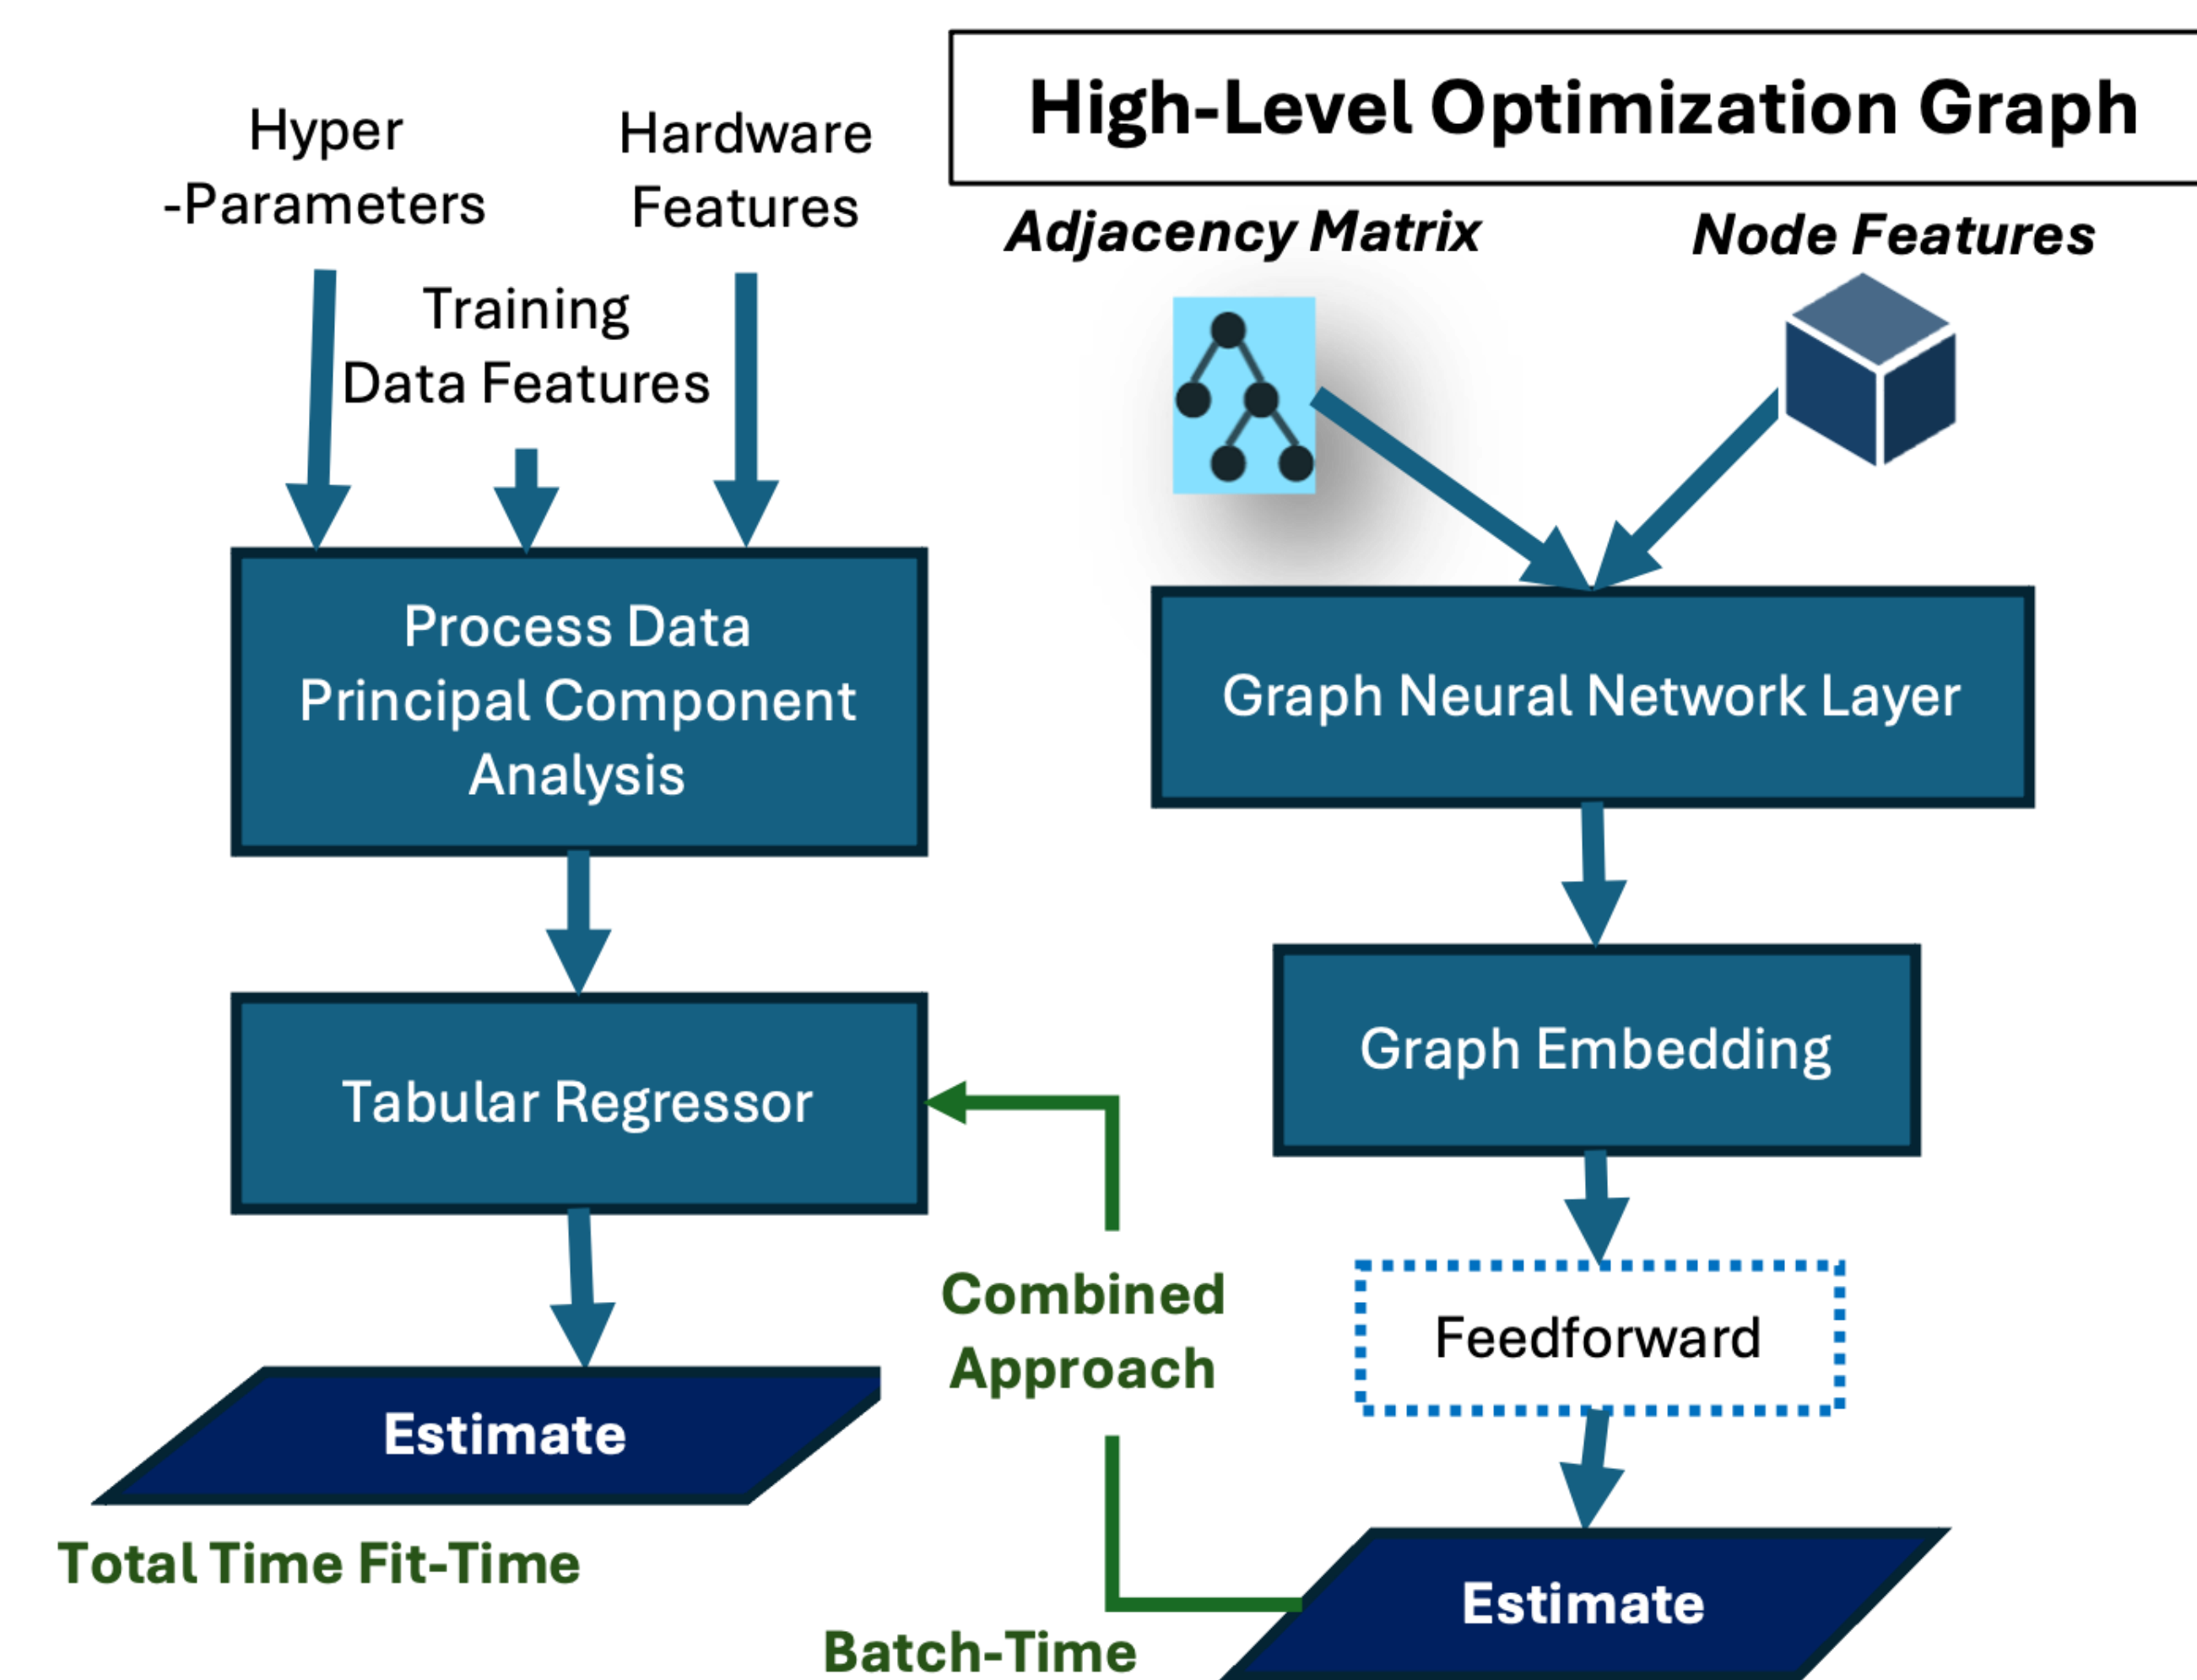 High-Level Optimization Graph
Hyper
-Parameters
Hardware
Features
Training
Data Features
Adjacency Matrix
Node Features
Process Data
Principal Component
Analysis
Graph Neural Network Layer
Tabular Regressor
Graph Embedding
Combined
Approach
Feedforward
Estimate
Total Time Fit-Time
Estimate
Batch-Time